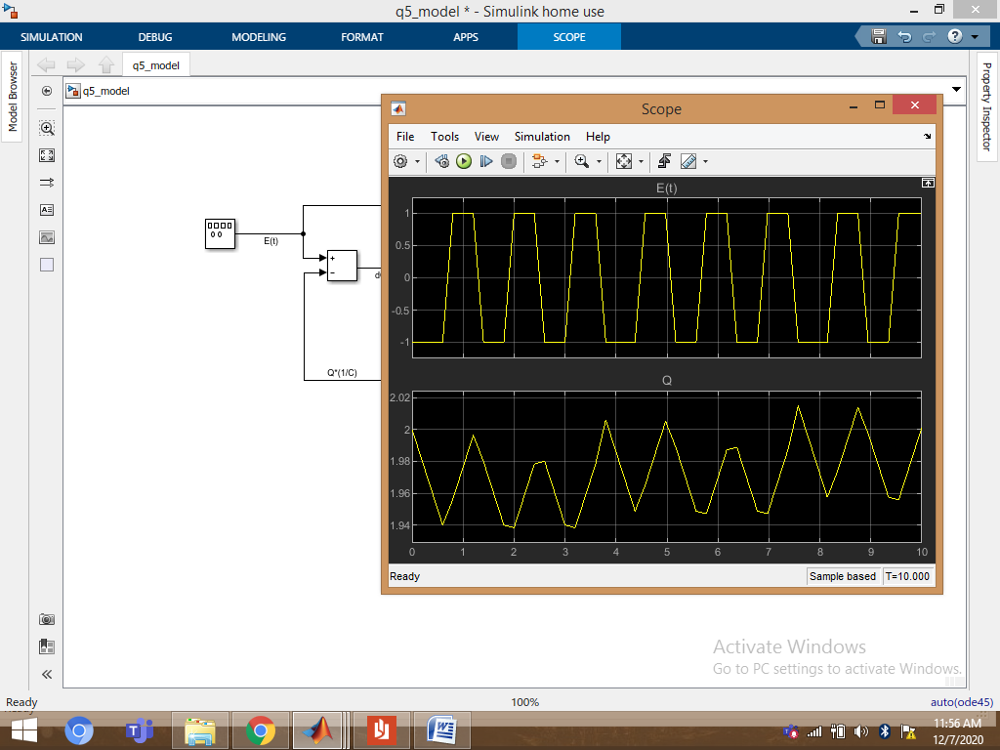 q5_model * - Simulink home use
SIMULATION DEBUG MODELING FORMAT APPS SCOPE
q5_model
q5_model
Model Browser
Property Inspector
E(t)
+
−
Q*(1/C)
Scope
File Tools View Simulation Help
E(t)
1
0.5
0
-0.5
-1
Q
2.02
2
1.98
1.96
1.94
0 1 2 3 4 5 6 7 8 9 10
Ready
Sample based T=10.000
Activate Windows
Go to PC settings to activate Windows.
Ready 100% auto(ode45)
11:56 AM
12/7/2020